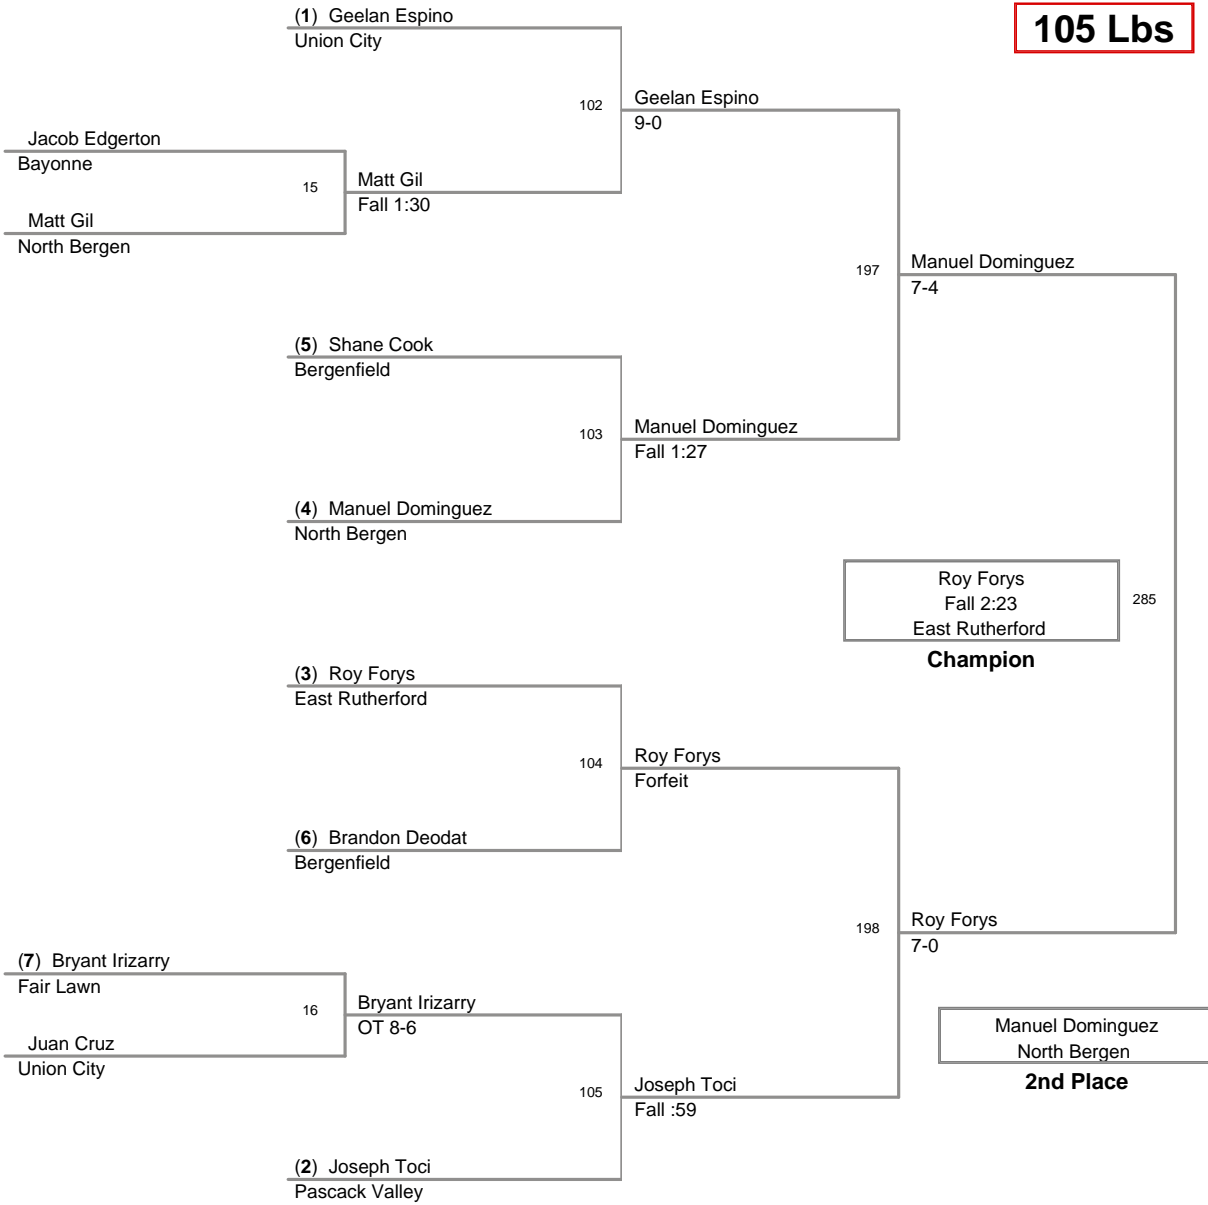 (1) Geelan Espino
Union City
105 Lbs
102
Geelan Espino
9-0
Jacob Edgerton
Bayonne
15
Matt Gil
Fall 1:30
Matt Gil
North Bergen
197
Manuel Dominguez
7-4
(5) Shane Cook
Bergenfield
103
Manuel Dominguez
Fall 1:27
(4) Manuel Dominguez
North Bergen
Roy Forys
Fall 2:23
East Rutherford
285
Champion
(3) Roy Forys
East Rutherford
104
Roy Forys
Forfeit
(6) Brandon Deodat
Bergenfield
198
Roy Forys
7-0
(7) Bryant Irizarry
Fair Lawn
16
Bryant Irizarry
OT 8-6
Juan Cruz
Union City
Manuel Dominguez
North Bergen
2nd Place
105
Joseph Toci
Fall :59
(2) Joseph Toci
Pascack Valley